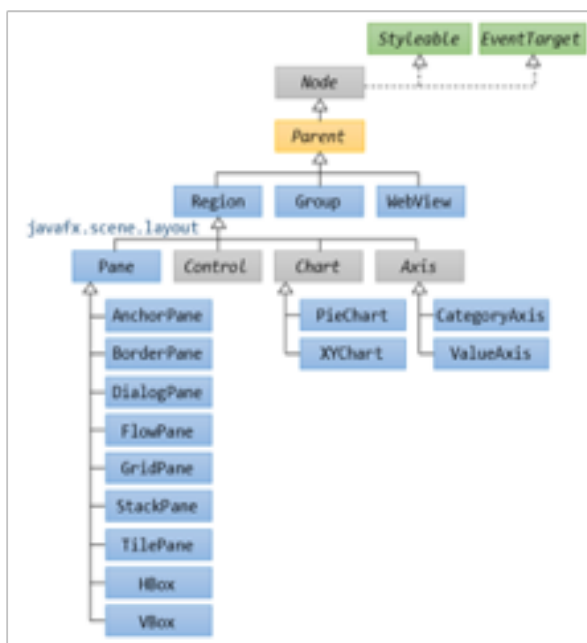 Styleable EventTarget
Node
Parent
Region Group WebView
javafx.scene.layout
Pane Control Chart Axis
AnchorPane PieChart CategoryAxis
BorderPane XYChart ValueAxis
DialogPane
FlowPane
GridPane
StackPane
TilePane
HBox
VBox